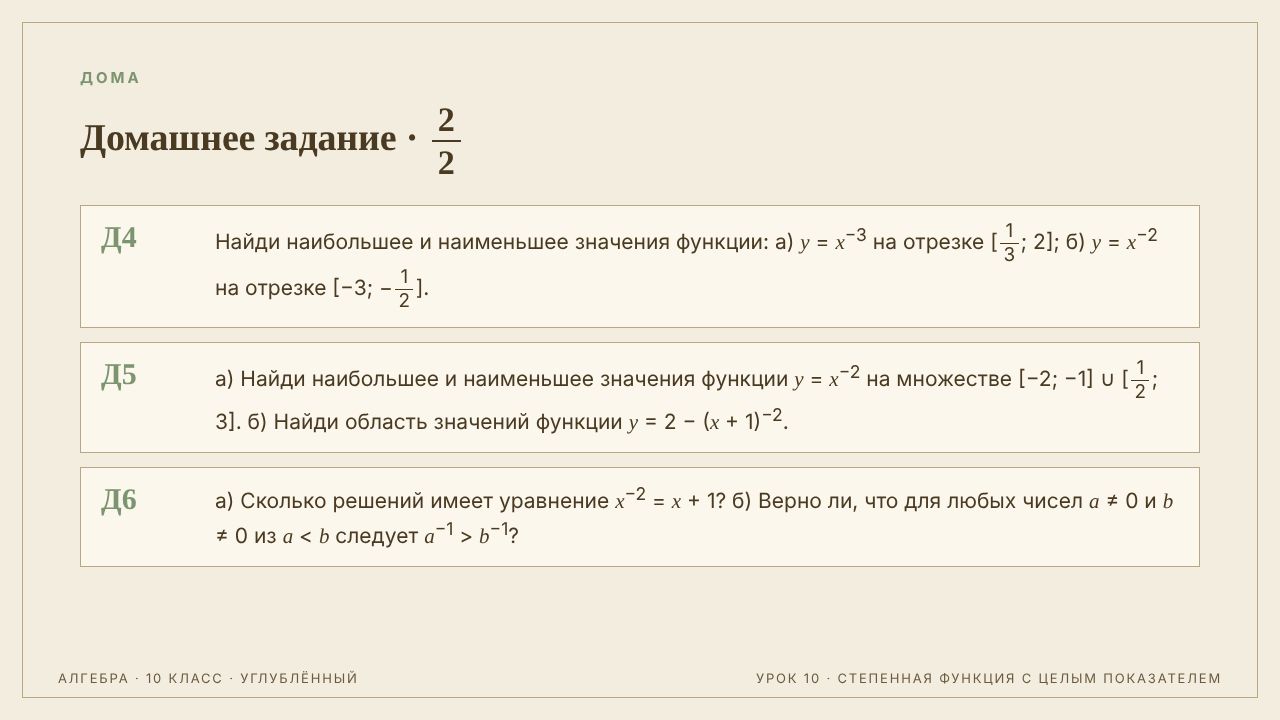 ДОМА
Домашнее задание · 2/2
Д4
Найди наибольшее и наименьшее значения функции: а) y = x⁻³ на отрезке [1/3; 2]; б) y = x⁻²
на отрезке [−3; −1/2].
Д5
а) Найди наибольшее и наименьшее значения функции y = x⁻² на множестве [−2; −1] ∪ [1/2;
3]. б) Найди область значений функции y = 2 − (x + 1)⁻².
Д6
а) Сколько решений имеет уравнение x⁻² = x + 1? б) Верно ли, что для любых чисел a ≠ 0 и b
≠ 0 из a < b следует a⁻¹ > b⁻¹?
АЛГЕБРА · 10 КЛАСС · УГЛУБЛЁННЫЙ
УРОК 10 · СТЕПЕННАЯ ФУНКЦИЯ С ЦЕЛЫМ ПОКАЗАТЕЛЕМ